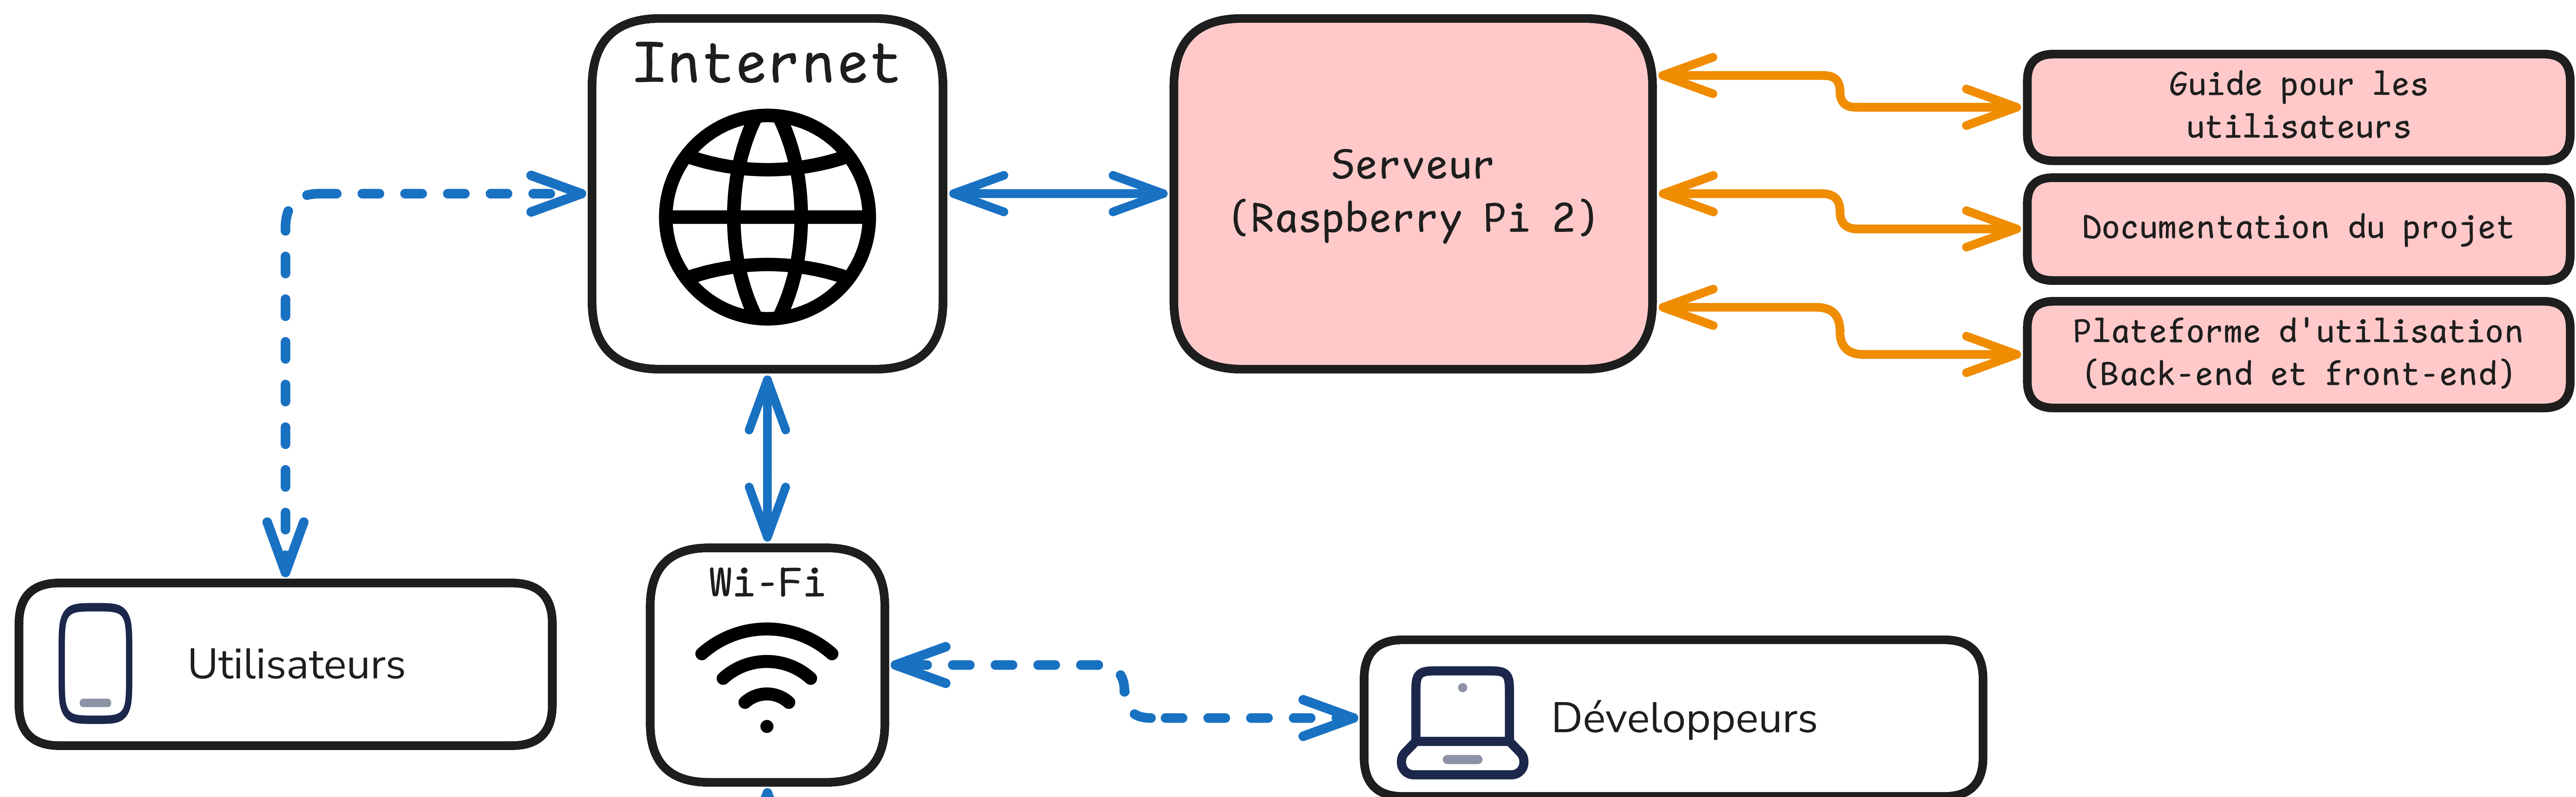 Internet
Serveur
(Raspberry Pi 2)
Guide pour les
utilisateurs
Documentation du projet
Plateforme d'utilisation
(Back-end et front-end)
Wi-Fi
Utilisateurs
Développeurs